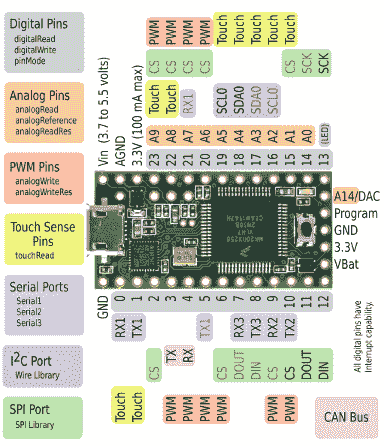 Digital Pins
digitalRead
digitalWrite
pinMode
Analog Pins
analogRead
analogReference
analogReadRes
PWM Pins
analogWrite
analogWriteRes
Touch Sense
Pins
touchRead
Serial Ports
Serial1
Serial2
Serial3
I²C Port
Wire Library
SPI Port
SPI Library
PWM PWM PWM PWM Touch Touch Touch Touch Touch
CS CS CS CS CS SCK SCK
Touch Touch RX1 SCL0 SDA0 SDA0 SCL0
A9 A8 A7 A6 A5 A4 A3 A2 A1 A0 (LED)
Vin (3.7 to 5.5 volts)
AGND
3.3V (100 mA max)
23 22 21 20 19 18 17 16 15 14 13
A14/DAC
Program
GND
3.3V
VBat
GND 0 1 2 3 4 5 6 7 8 9 10 11 12
RX1 TX1 TX1 RX3 TX3 RX2 TX2
TX RX
CS CS DOUT DIN CS CS DOUT DIN
Touch Touch PWM PWM PWM PWM PWM PWM
All digital pins have
Interrupt capability.
CAN Bus